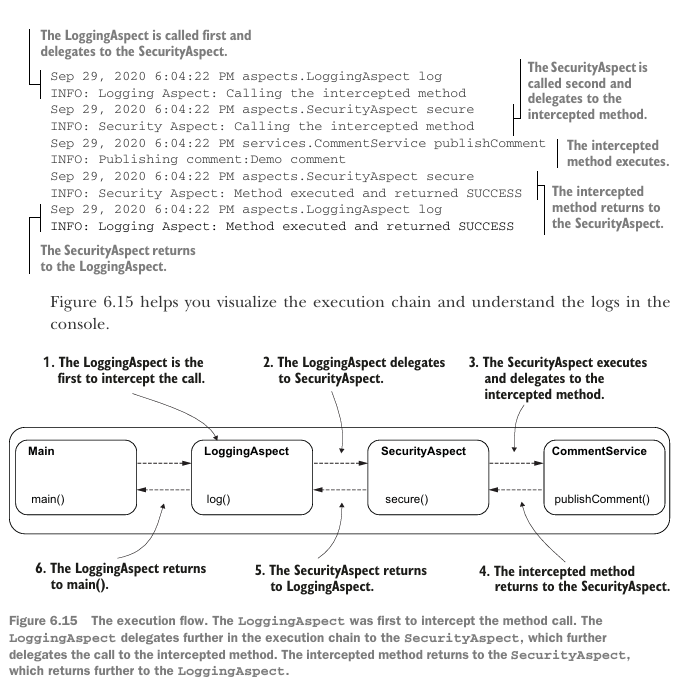 The LoggingAspect is called first and
delegates to the SecurityAspect.
Sep 29, 2020 6:04:22 PM aspects.LoggingAspect log
INFO: Logging Aspect: Calling the intercepted method
Sep 29, 2020 6:04:22 PM aspects.SecurityAspect secure
INFO: Security Aspect: Calling the intercepted method
Sep 29, 2020 6:04:22 PM services.CommentService publishComment
INFO: Publishing comment:Demo comment
Sep 29, 2020 6:04:22 PM aspects.SecurityAspect secure
INFO: Security Aspect: Method executed and returned SUCCESS
Sep 29, 2020 6:04:22 PM aspects.LoggingAspect log
INFO: Logging Aspect: Method executed and returned SUCCESS
The SecurityAspect is
called second and
delegates to the
intercepted method.
The intercepted
method executes.
The intercepted
method returns to
the SecurityAspect.
The SecurityAspect returns
to the LoggingAspect.
Figure 6.15 helps you visualize the execution chain and understand the logs in the
console.
1. The LoggingAspect is the
first to intercept the call.
2. The LoggingAspect delegates
to SecurityAspect.
3. The SecurityAspect executes
and delegates to the
intercepted method.
Main
main()
LoggingAspect
log()
SecurityAspect
secure()
CommentService
publishComment()
6. The LoggingAspect returns
to main().
5. The SecurityAspect returns
to LoggingAspect.
4. The intercepted method
returns to the SecurityAspect.
Figure 6.15 The execution flow. The LoggingAspect was first to intercept the method call. The
LoggingAspect delegates further in the execution chain to the SecurityAspect, which further
delegates the call to the intercepted method. The intercepted method returns to the SecurityAspect,
which returns further to the LoggingAspect.